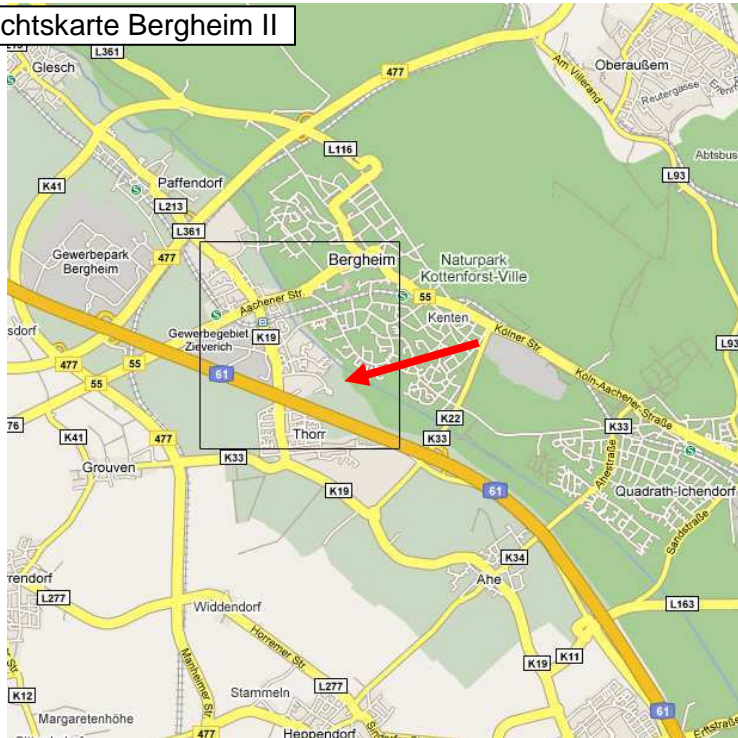 chtskarte Bergheim II
L361
Glesch
477
Oberaußem
Am Villerand
Reutergasse
L116
Abtsbus
K41
Paffendorf
L93
L213
L361
Gewerbepark
Bergheim
477
Bergheim
Naturpark
Kottenforst-Ville
Aachener Str.
55
Kenten
sdorf
Gewerbegebiet
Zieverich
K19
Kölner Str.
L93
477
55
55
61
Köln-Aachener-Straße
76
K41
477
Thorr
K22
K33
K33
Grouven
K33
K19
61
Ahestraße
Quadrath-Ichendorf
Sandstraße
rrendorf
K34
Ahe
L277
Widdendorf
L163
Horremer Str.
Manheimer Str
K19
K11
K12
Stammeln
L277
61
Margaretenhöhe
477
Heppendorf
Sindorfer
Erftstraße